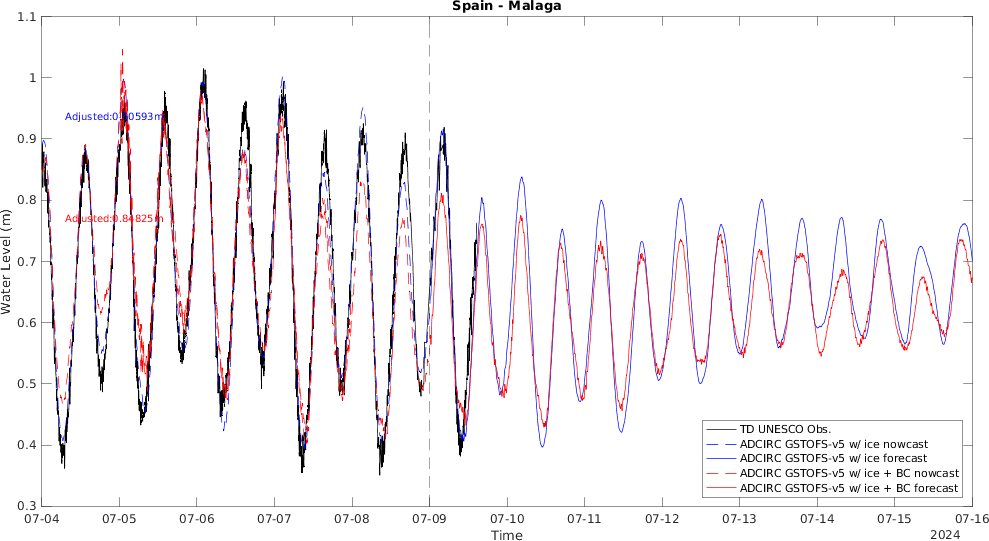 Spain - Malaga
1.1
1
0.9
0.8
0.7
0.6
0.5
0.4
0.3
Water Level (m)
Adjusted:0.84825m
TD UNESCO Obs.
ADCIRC GSTOFS-v5 w/ ice nowcast
ADCIRC GSTOFS-v5 w/ ice forecast
ADCIRC GSTOFS-v5 w/ ice + BC nowcast
ADCIRC GSTOFS-v5 w/ ice + BC forecast
07-04 07-05 07-06 07-07 07-08 07-09 07-10 07-11 07-12 07-13 07-14 07-15 07-16
Time
2024